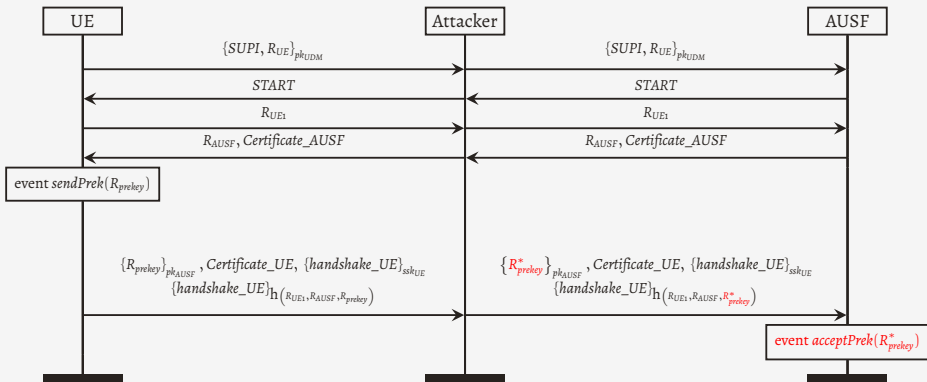 UE Attacker AUSF
{SUPI, R_UE}_pk_UDM {SUPI, R_UE}_pk_UDM
START START
R_UE1 R_UE1
R_AUSF, Certificate_AUSF R_AUSF, Certificate_AUSF
event sendPrek(R_prekey)
{R_prekey}_pk_AUSF, Certificate_UE, {handshake_UE}_ssk_UE {R*_prekey}_pk_AUSF, Certificate_UE, {handshake_UE}_ssk_UE
{handshake_UE}h(R_UE1, R_AUSF, R_prekey) {handshake_UE}h(R_UE1, R_AUSF, R*_prekey)
event acceptPrek(R*_prekey)